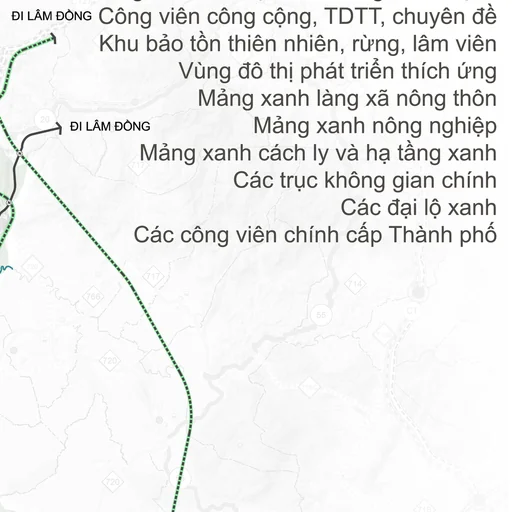 ĐI LÂM ĐỒNG
Công viên công cộng, TDTT, chuyên đề
Khu bảo tồn thiên nhiên, rừng, lâm viên
Vùng đô thị phát triển thích ứng
Mảng xanh làng xã nông thôn
ĐI LÂM ĐỒNG
Mảng xanh nông nghiệp
Mảng xanh cách ly và hạ tầng xanh
Các trục không gian chính
Các đại lộ xanh
Các công viên chính cấp Thành phố